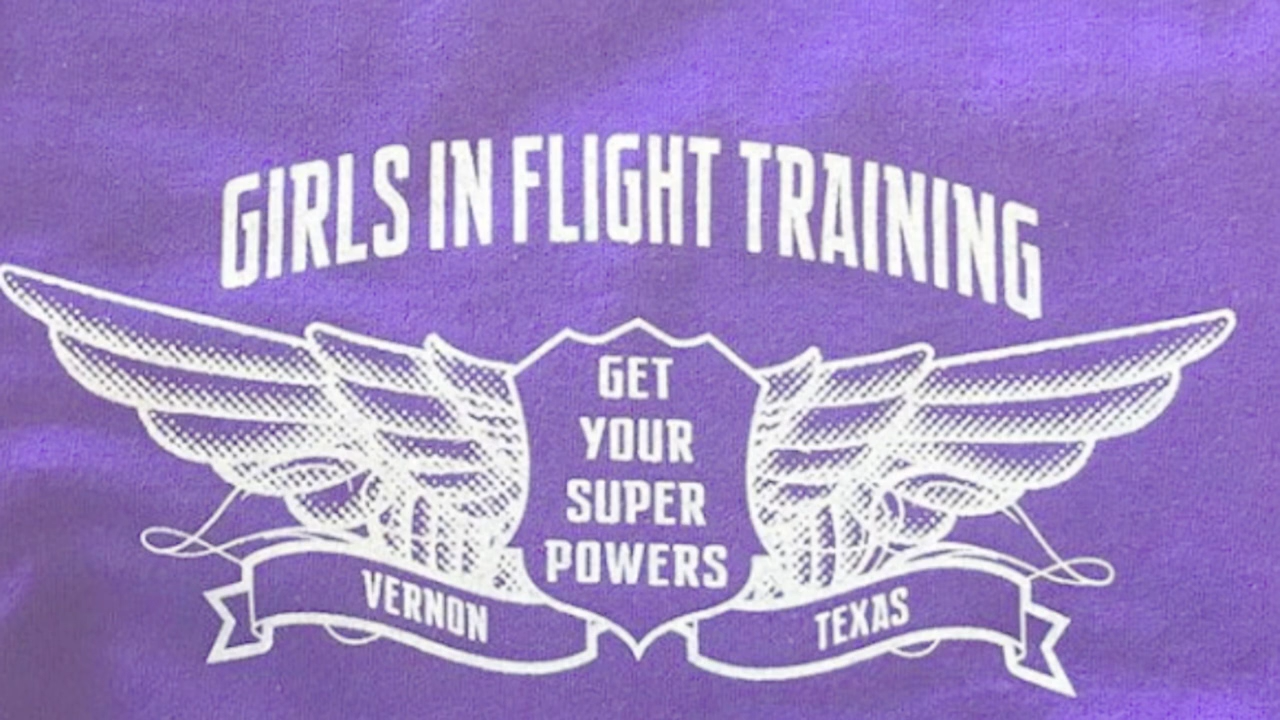 GIRLS IN FLIGHT TRAINING
GET
YOUR
SUPER
POWERS
VERNON
TEXAS